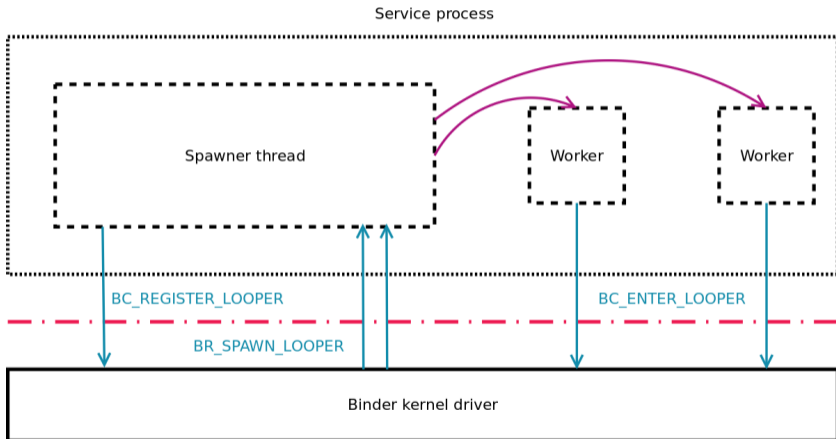 Service process
Spawner thread
Worker
Worker
BC_REGISTER_LOOPER
BC_ENTER_LOOPER
BR_SPAWN_LOOPER
Binder kernel driver